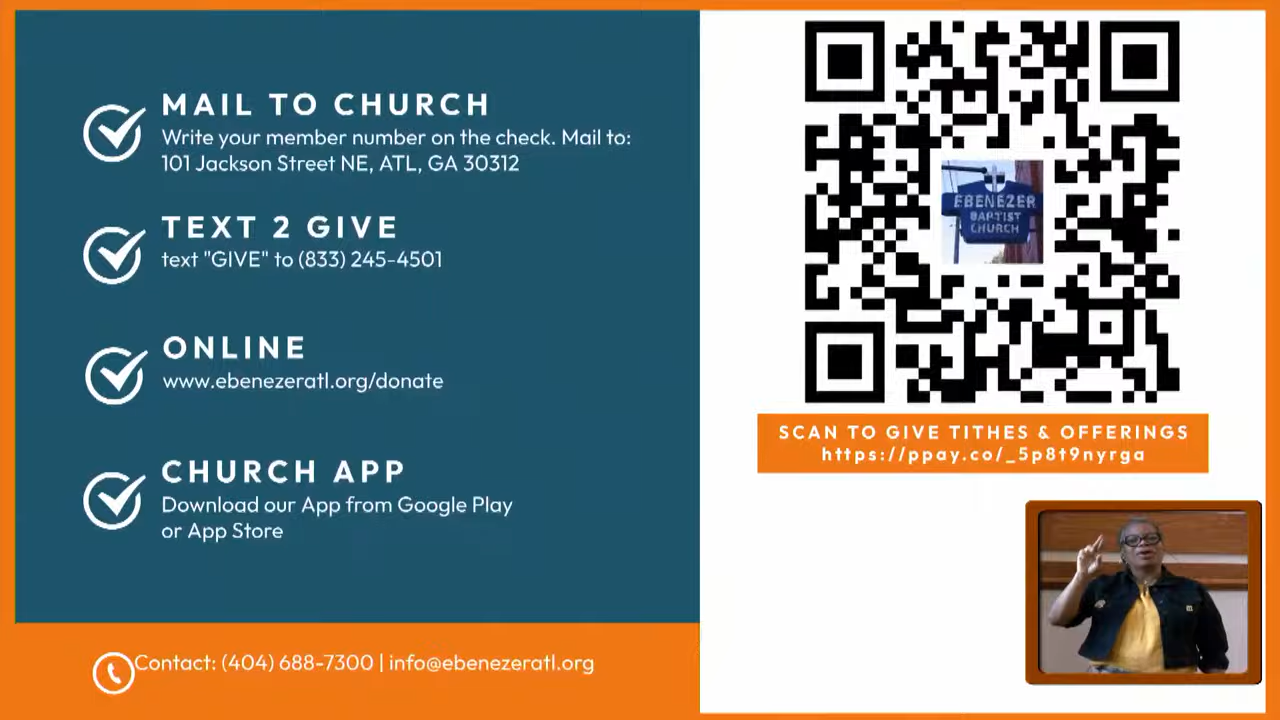 MAIL TO CHURCH
Write your member number on the check. Mail to:
101 Jackson Street NE, ATL, GA 30312
TEXT 2 GIVE
text "GIVE" to (833) 245-4501
ONLINE
www.ebenezeratl.org/donate
CHURCH APP
Download our App from Google Play
or App Store
Contact: (404) 688-7300 | info@ebenezeratl.org
EBENEZER
BAPTIST
CHURCH
SCAN TO GIVE TITHES & OFFERINGS
https://ppay.co/_5p8t9nyrga